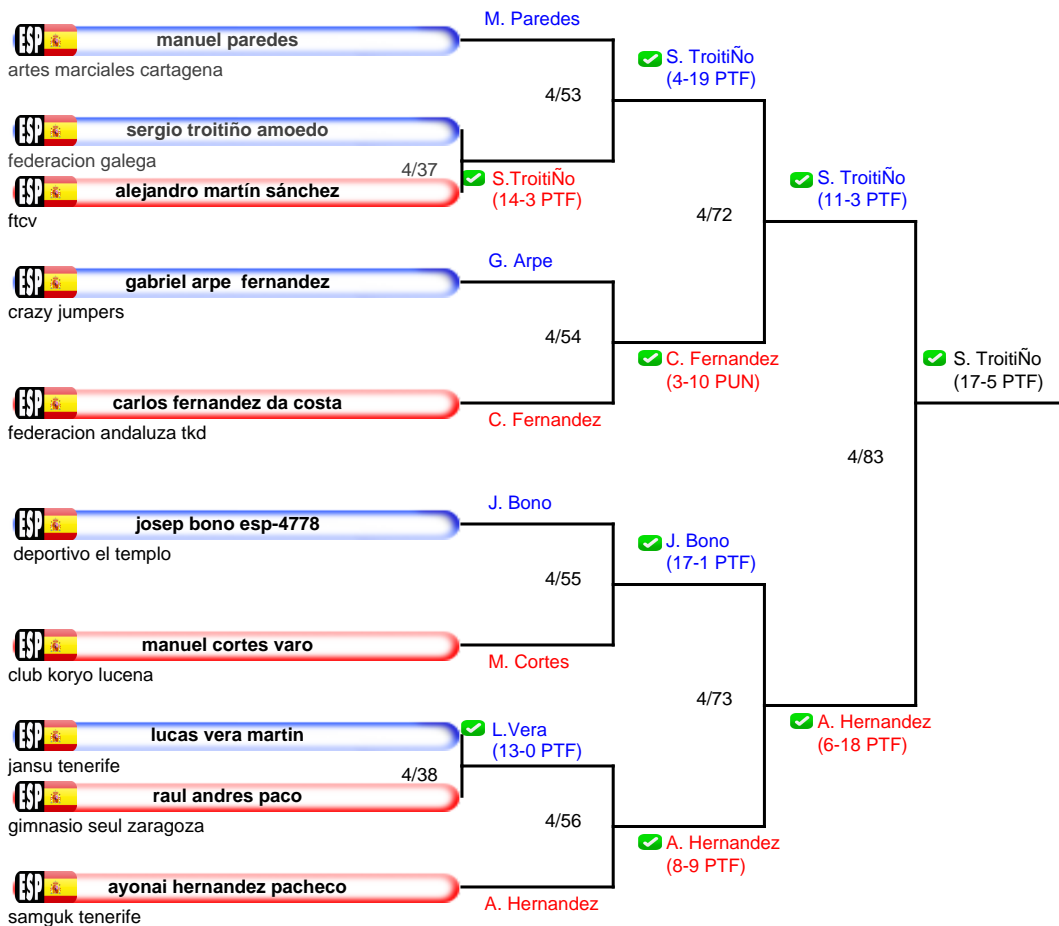 M. Paredes
ESP manuel paredes
artes marciales cartagena
S. TroitiÑo
(4-19 PTF)
4/53
ESP sergio troitiño amoedo
federacion galega
4/37
S.TroitiÑo
(14-3 PTF)
ESP alejandro martín sánchez
ftcv
S. TroitiÑo
(11-3 PTF)
4/72
G. Arpe
ESP gabriel arpe fernandez
crazy jumpers
4/54
C. Fernandez
(3-10 PUN)
S. TroitiÑo
(17-5 PTF)
ESP carlos fernandez da costa
C. Fernandez
federacion andaluza tkd
4/83
J. Bono
ESP josep bono esp-4778
deportivo el templo
J. Bono
(17-1 PTF)
4/55
ESP manuel cortes varo
M. Cortes
club koryo lucena
4/73
A. Hernandez
(6-18 PTF)
ESP lucas vera martin
L.Vera
(13-0 PTF)
jansu tenerife
4/38
ESP raul andres paco
gimnasio seul zaragoza
4/56
A. Hernandez
(8-9 PTF)
ESP ayonai hernandez pacheco
A. Hernandez
samguk tenerife